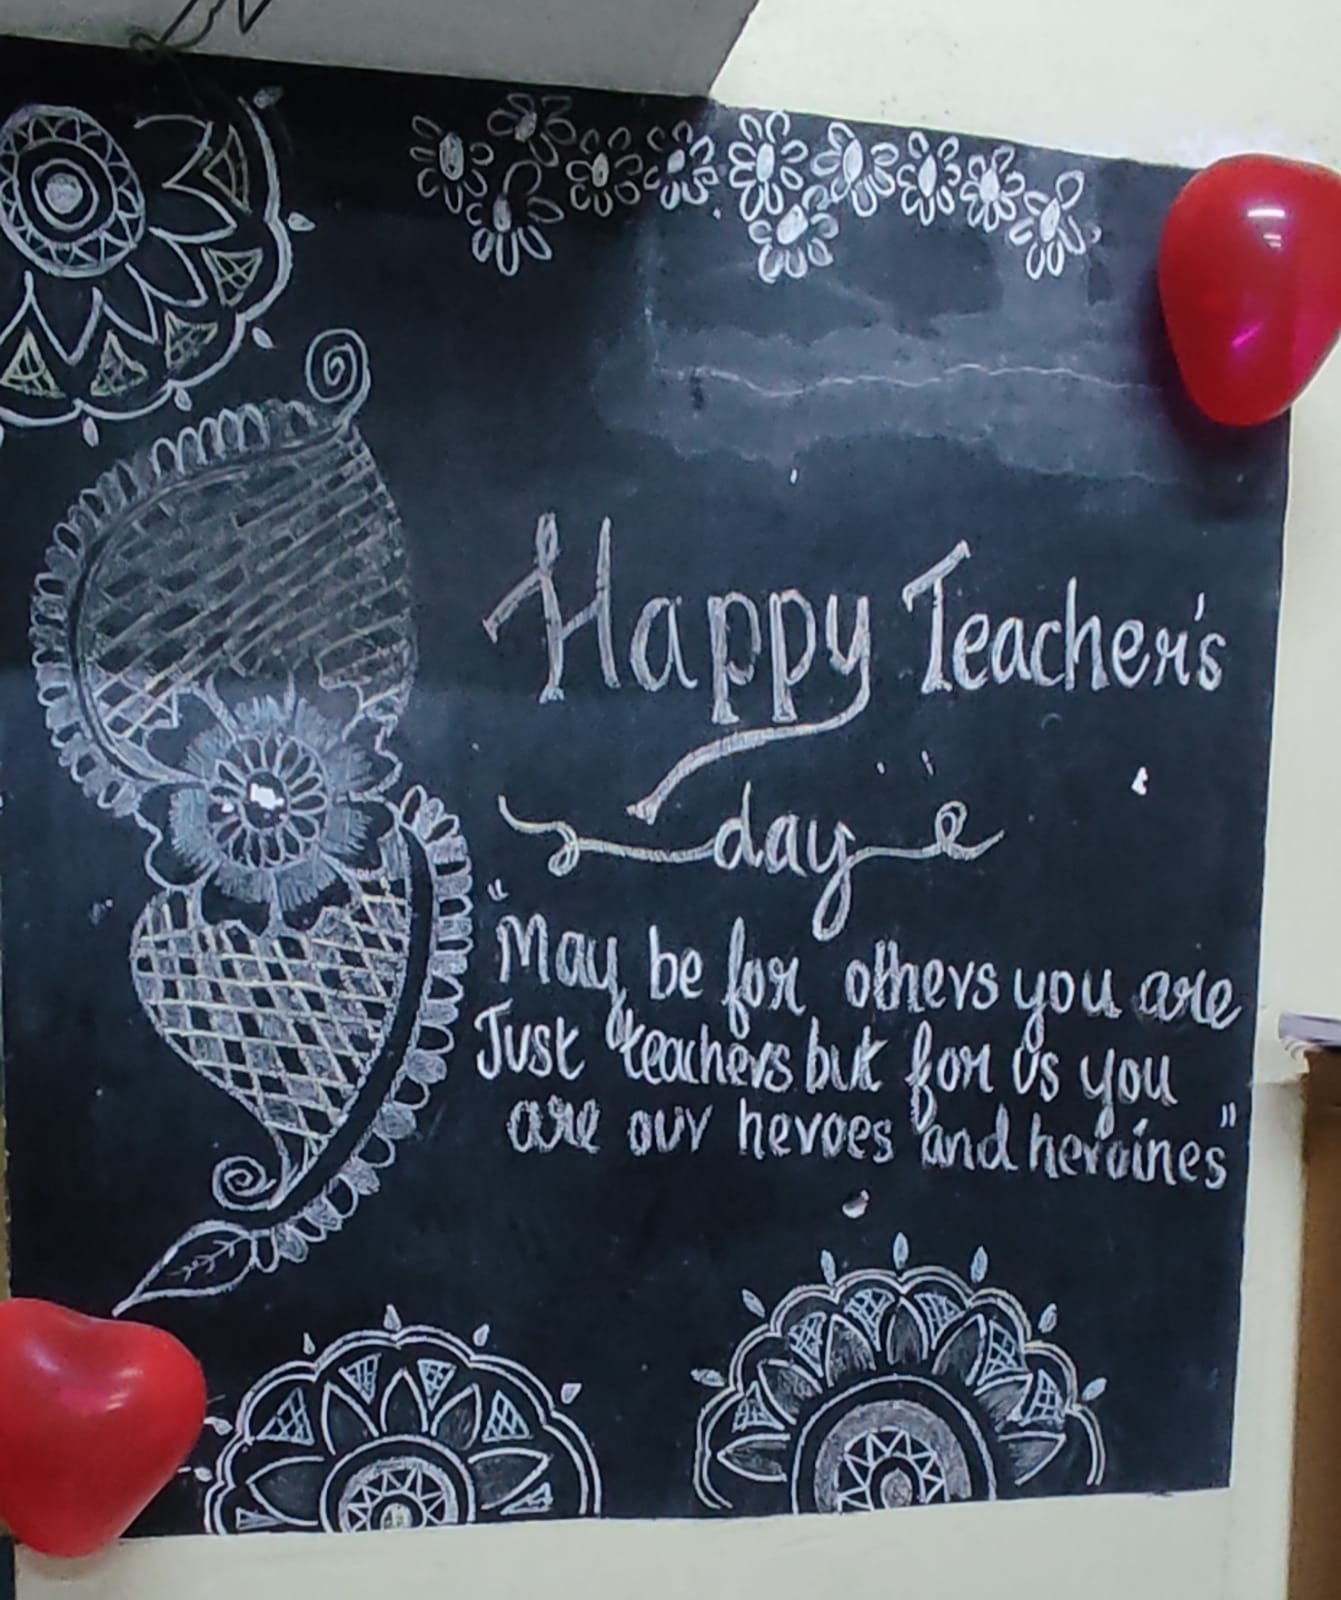 Happy Teacher's
day
"May be for others you are
Just teachers but for us you
are our heroes and heroines"